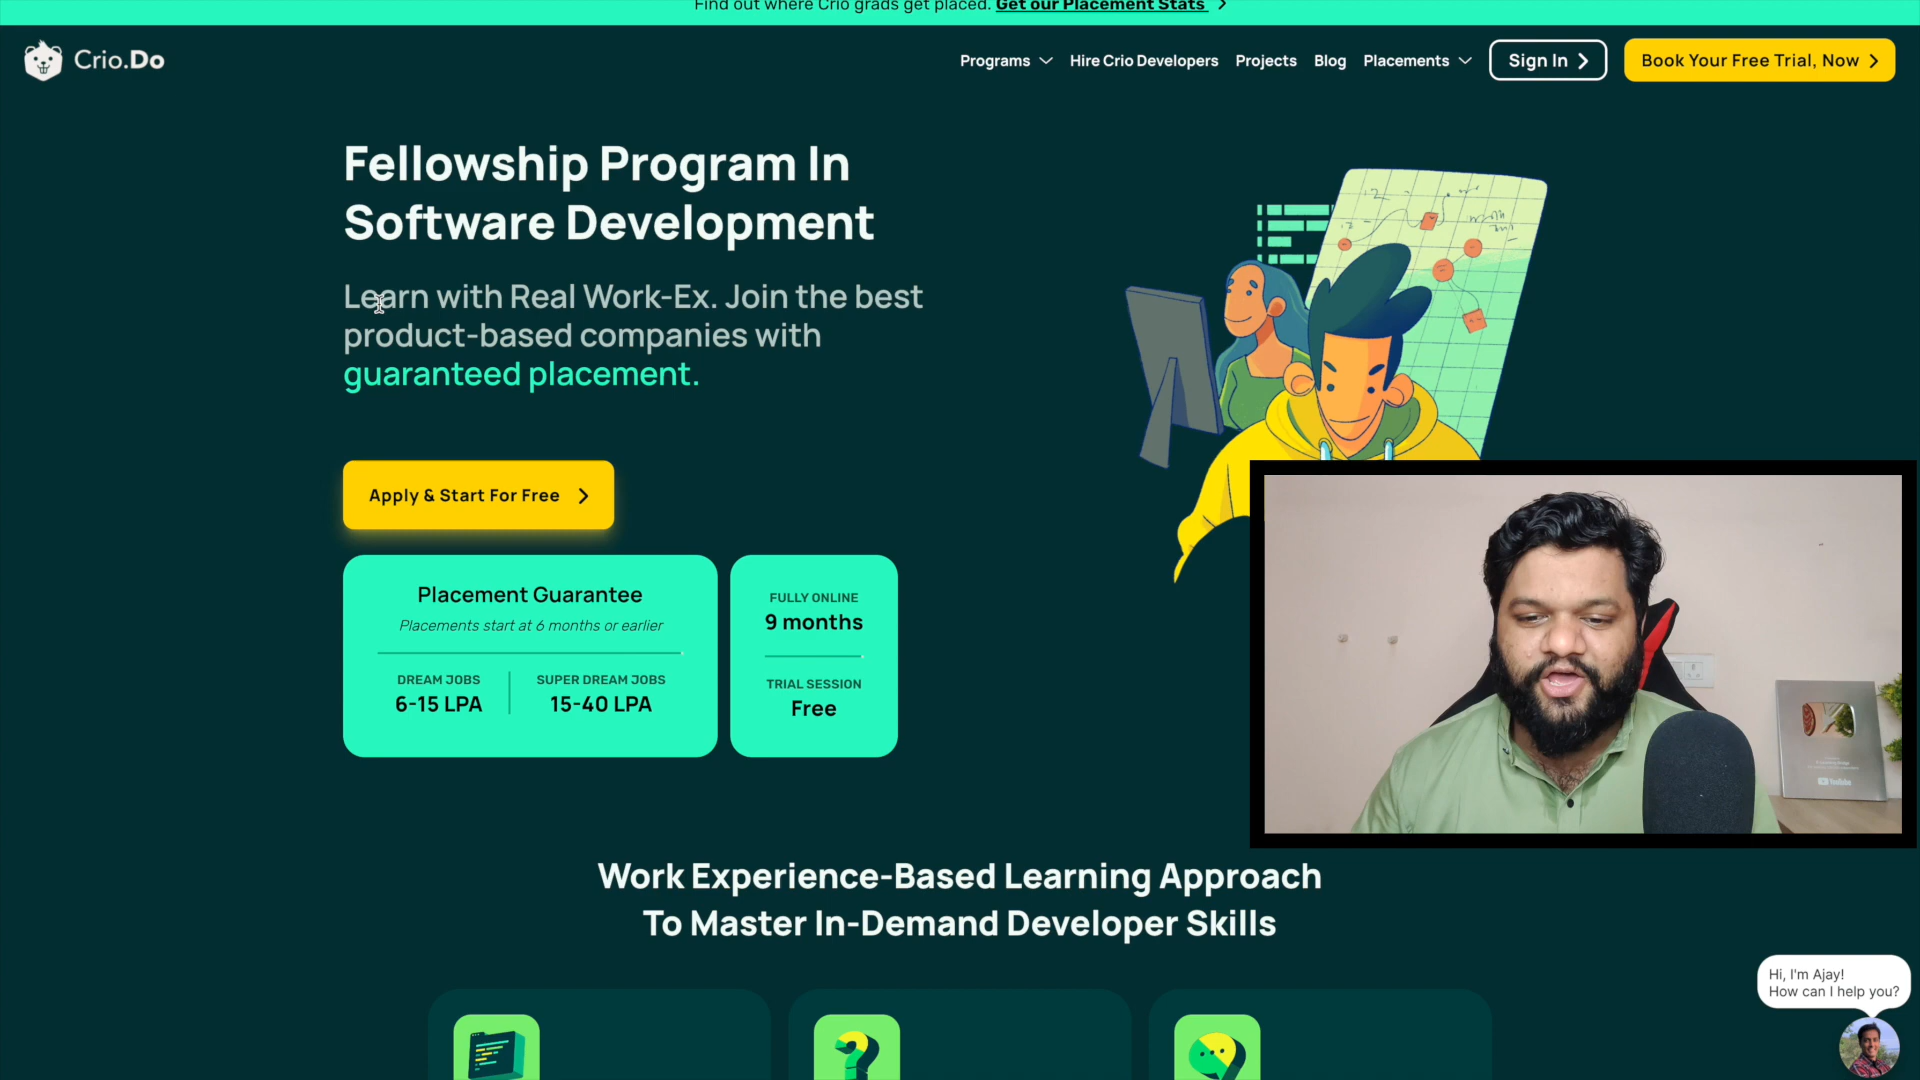 Find out where Crio grads get placed. Get our Placement Stats
Crio.Do
Programs
Hire Crio Developers
Projects
Blog
Placements
Sign In
Book Your Free Trial, Now
Fellowship Program In
Software Development
Learn with Real Work-Ex. Join the best
product-based companies with
guaranteed placement.
Apply & Start For Free
Placement Guarantee
Placements start at 6 months or earlier
DREAM JOBS
6-15 LPA
SUPER DREAM JOBS
15-40 LPA
FULLY ONLINE
9 months
TRIAL SESSION
Free
YouTube
Work Experience-Based Learning Approach
To Master In-Demand Developer Skills
Hi, I'm Ajay!
How can I help you?